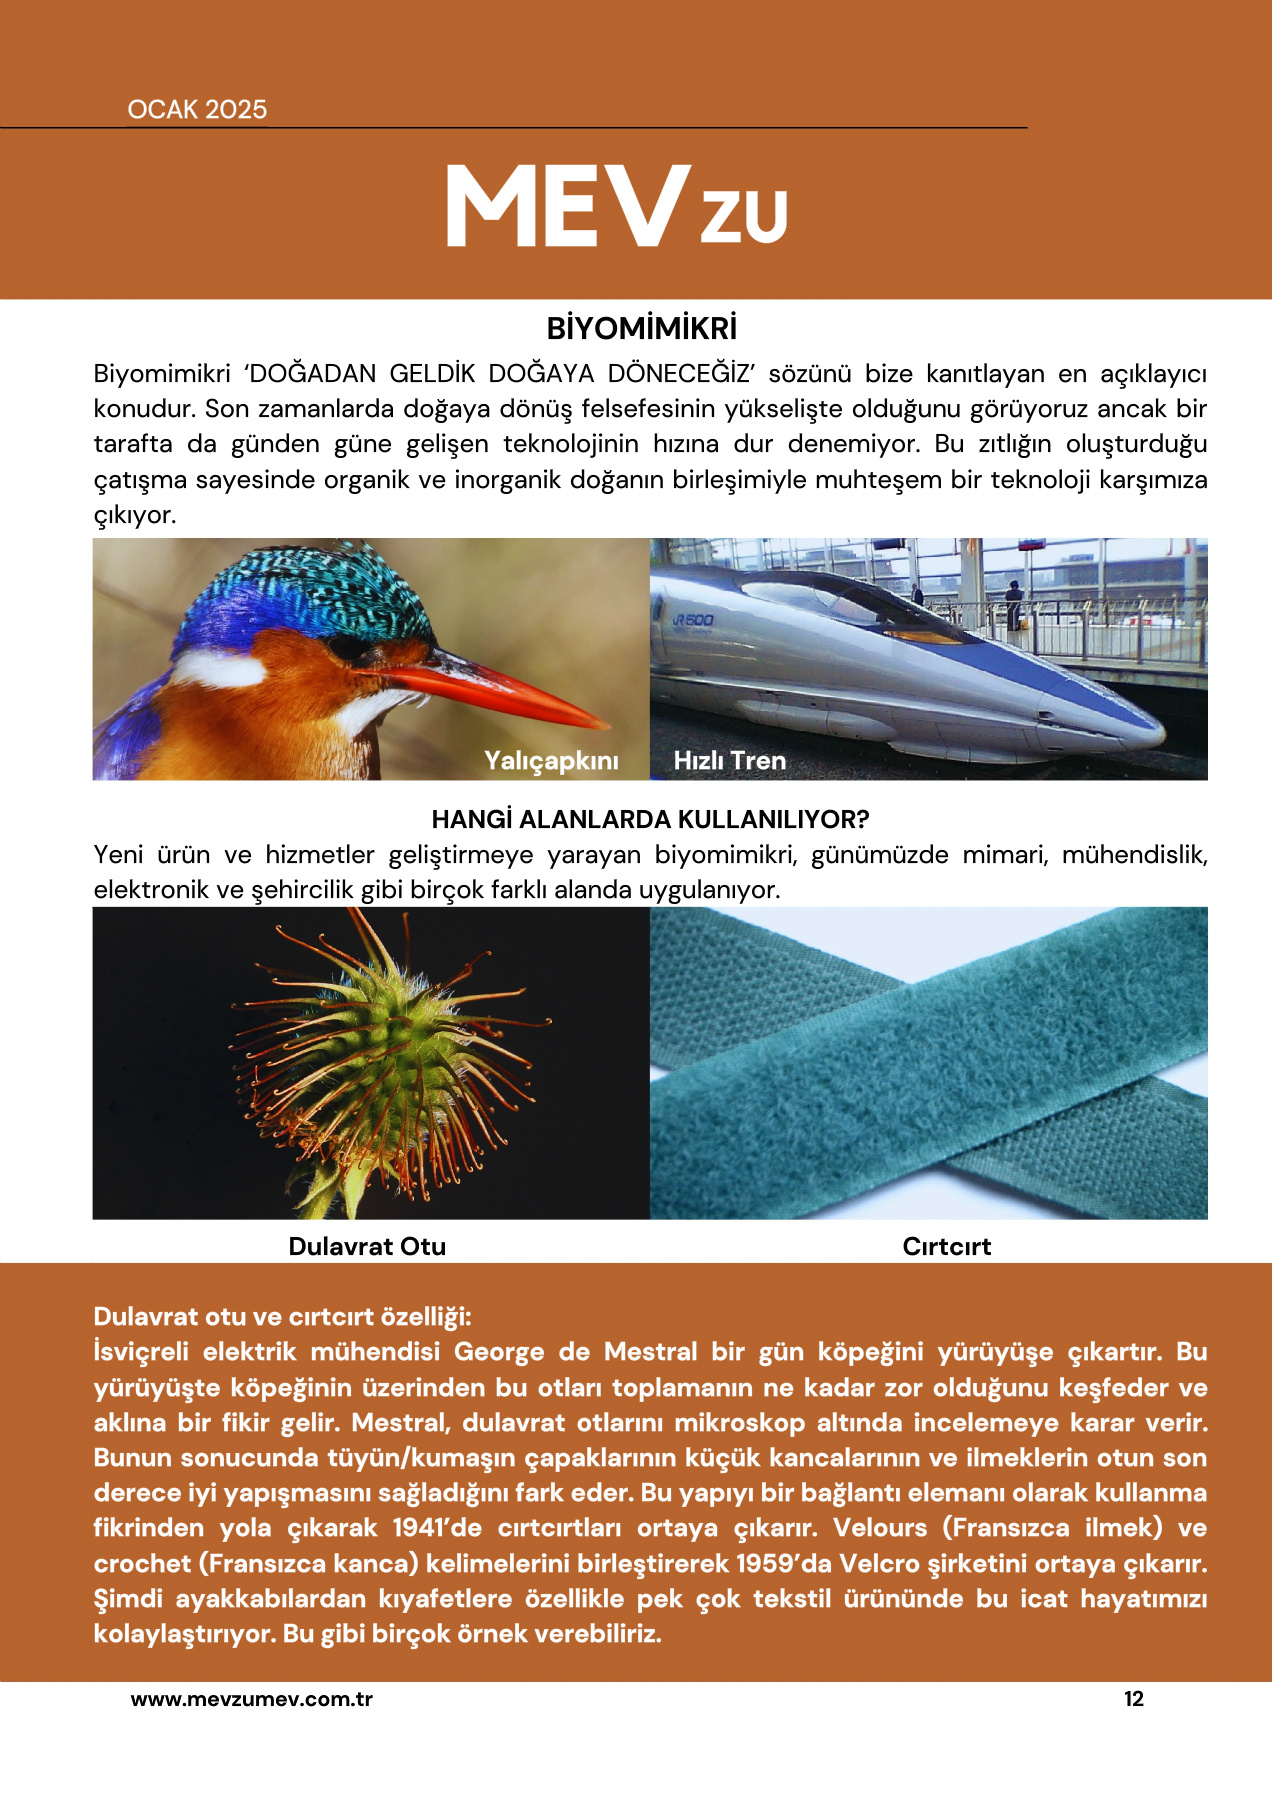 OCAK 2025
MEVzu
BİYOMİMİKRİ
Biyomimikri ‘DOĞADAN GELDİK DOĞAYA DÖNECEĞİZ’ sözünü bize kanıtlayan en açıklayıcı
konudur. Son zamanlarda doğaya dönüş felsefesinin yükselişte olduğunu görüyoruz ancak bir
tarafta da günden güne gelişen teknolojinin hızına dur denemiyor. Bu zıtlığın oluşturduğu
çatışma sayesinde organik ve inorganik doğanın birleşimiyle muhteşem bir teknoloji karşımıza
çıkıyor.
JR 500
Yalıçapkını
Hızlı Tren
HANGİ ALANLARDA KULLANILIYOR?
Yeni ürün ve hizmetler geliştirmeye yarayan biyomimikri, günümüzde mimari, mühendislik,
elektronik ve şehircilik gibi birçok farklı alanda uygulanıyor.
Dulavrat Otu
Cırtcırt
Dulavrat otu ve cırtcırt özelliği:
İsviçreli elektrik mühendisi George de Mestral bir gün köpeğini yürüyüşe çıkartır. Bu
yürüyüşte köpeğinin üzerinden bu otları toplamanın ne kadar zor olduğunu keşfeder ve
aklına bir fikir gelir. Mestral, dulavrat otlarını mikroskop altında incelemeye karar verir.
Bunun sonucunda tüyün/kumaşın çapaklarının küçük kancalarının ve ilmeklerin otun son
derece iyi yapışmasını sağladığını fark eder. Bu yapıyı bir bağlantı elemanı olarak kullanma
fikrinden yola çıkarak 1941’de cırtcırtları ortaya çıkarır. Velours (Fransızca ilmek) ve
crochet (Fransızca kanca) kelimelerini birleştirerek 1959’da Velcro şirketini ortaya çıkarır.
Şimdi ayakkabılardan kıyafetlere özellikle pek çok tekstil ürününde bu icat hayatımızı
kolaylaştırıyor. Bu gibi birçok örnek verebiliriz.
www.mevzumev.com.tr
12